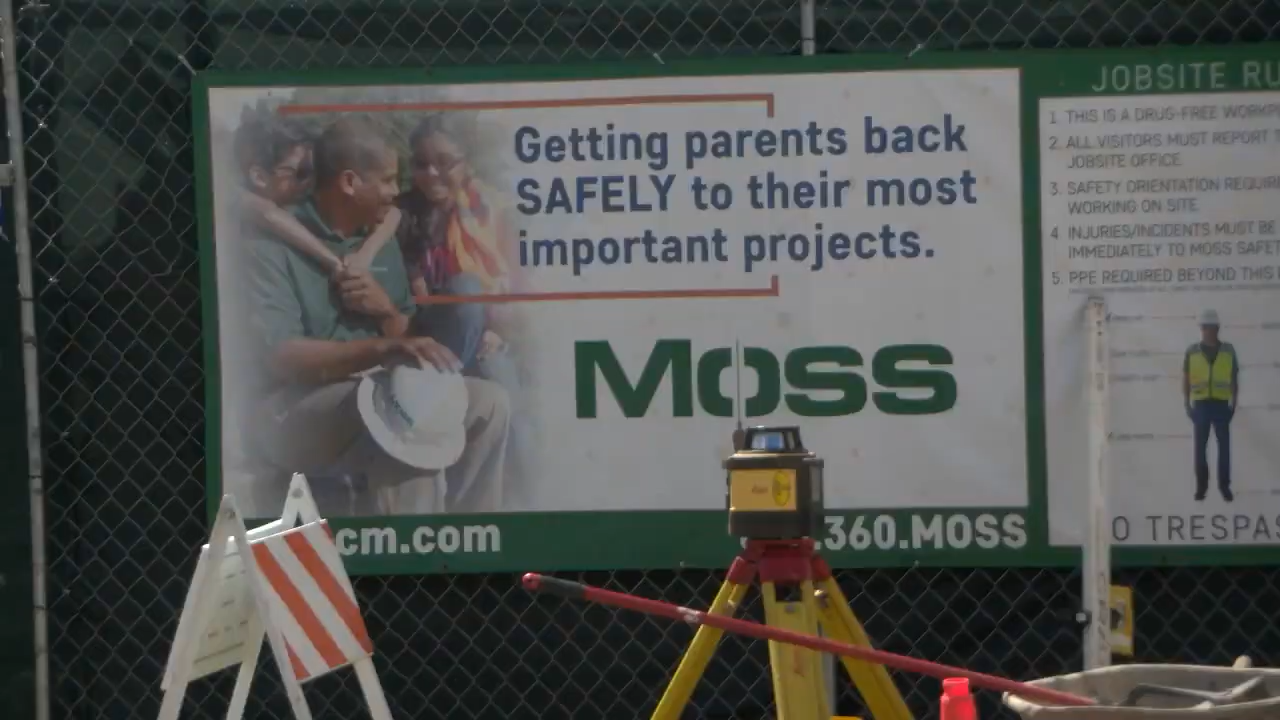 Getting parents back
SAFELY to their most
important projects.
MOSS
cm.com
.360.MOSS
JOBSITE RU
1. THIS IS A DRUG-FREE WORKP
2. ALL VISITORS MUST REPORT
JOBSITE OFFICE
3. SAFETY ORIENTATION REQUIR
WORKING ON SITE
4 INJURIES/INCIDENTS MUST BE
IMMEDIATELY TO MOSS SAFET
5. PPE REQUIRED BEYOND THIS
O TRESPAS